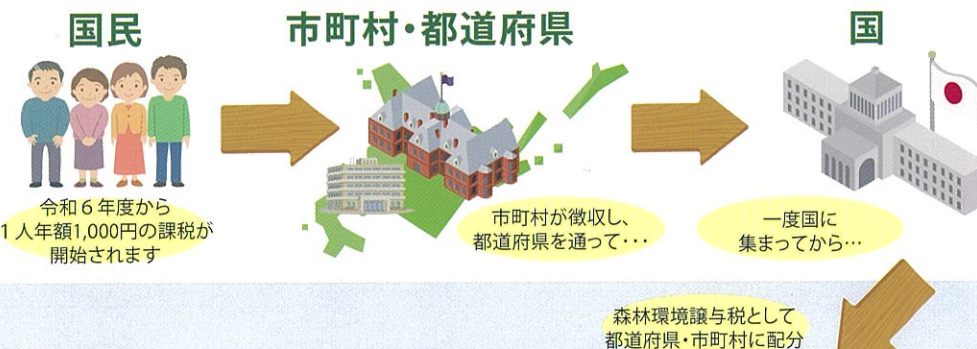 国民
市町村・都道府県
国
令和6年度から
1人年額1,000円の課税が
開始されます
市町村が徴収し、
都道府県を通って・・・
一度国に
集まってから…
森林環境譲与税として
都道府県・市町村に配分